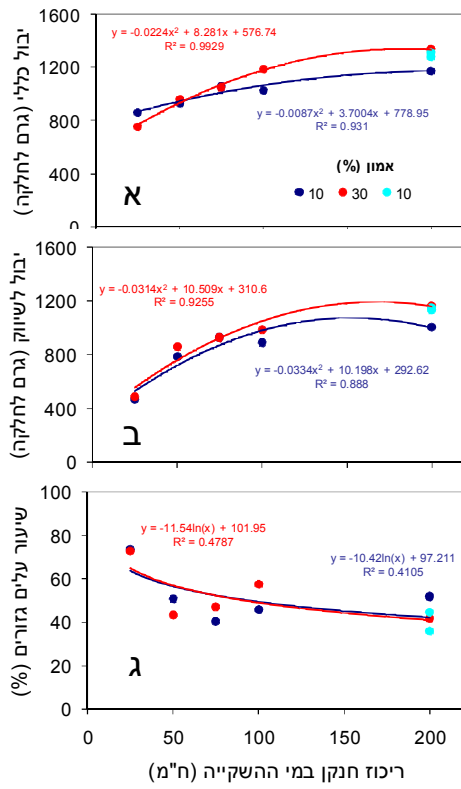 יבול כללי (גרם לחלקה)
1600
1200
800
400
0
y = -0.0224x² + 8.281x + 576.74
R² = 0.9929
y = -0.0087x² + 3.7004x + 778.95
R² = 0.931
אמון (%)
10 30 10
א
יבול לשיווק (גרם לחלקה)
1600
1200
800
400
0
y = -0.0314x² + 10.509x + 310.6
R² = 0.9255
y = -0.0334x² + 10.198x + 292.62
R² = 0.888
ב
שיעור עלים גזורים (%)
100
80
60
40
20
0
y = -11.54ln(x) + 101.95
R² = 0.4787
y = -10.42ln(x) + 97.211
R² = 0.4105
ג
0 50 100 150 200
ריכוז חנקן במי ההשקייה (ח"מ)